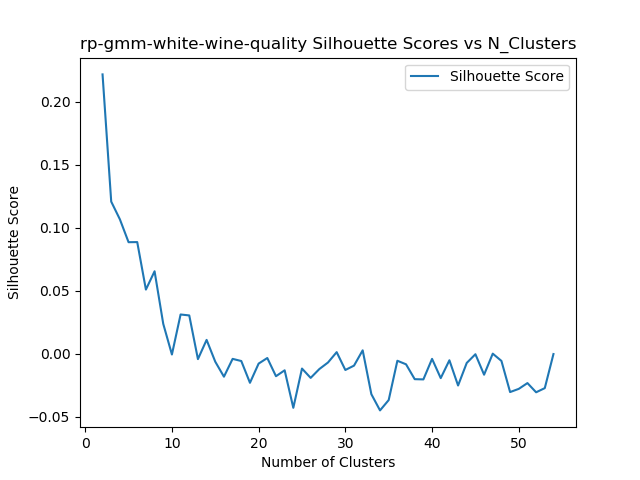 rp-gmm-white-wine-quality Silhouette Scores vs N_Clusters
Silhouette Score
0.20
0.15
0.10
0.05
0.00
−0.05
Silhouette Score
0 10 20 30 40 50
Number of Clusters